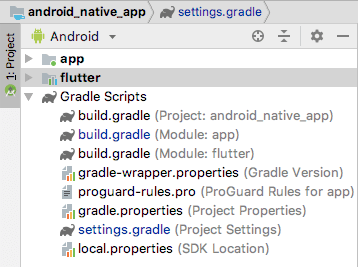 android_native_app settings.gradle
1: Project
Android
app
flutter
Gradle Scripts
build.gradle (Project: android_native_app)
build.gradle (Module: app)
build.gradle (Module: flutter)
gradle-wrapper.properties (Gradle Version)
proguard-rules.pro (ProGuard Rules for app)
gradle.properties (Project Properties)
settings.gradle (Project Settings)
local.properties (SDK Location)